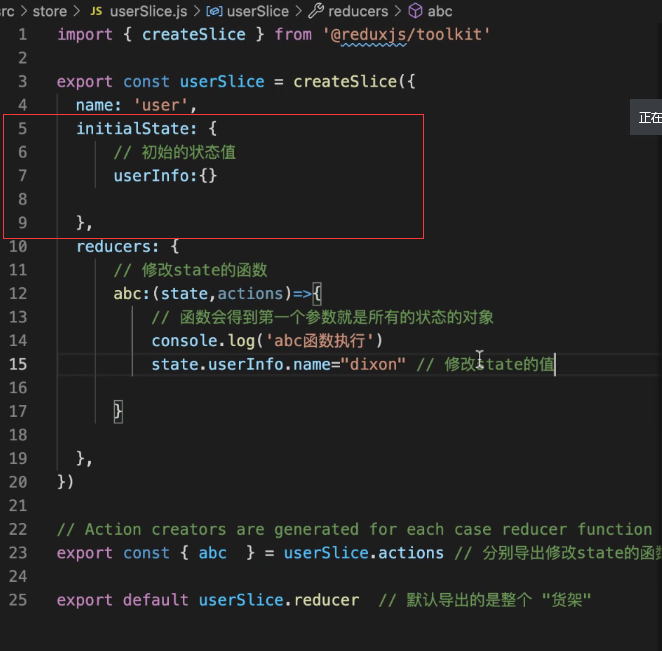 src > store > JS userSlice.js > userSlice > reducers > abc
1 import { createSlice } from '@reduxjs/toolkit'
2
3 export const userSlice = createSlice({
4 name: 'user',
5 initialState: {
正在
6 // 初始的状态值
7 userInfo:{}
8
9 },
10 reducers: {
11 // 修改state的函数
12 abc:(state,actions)=>{
13 // 函数会得到第一个参数就是所有的状态的对象
14 console.log('abc函数执行')
15 state.userInfo.name="dixon" // 修改state的值
16
17 }
18
19 },
20 })
21
22 // Action creators are generated for each case reducer function
23 export const { abc } = userSlice.actions // 分别导出修改state的函数
24
25 export default userSlice.reducer // 默认导出的是整个 "货架"